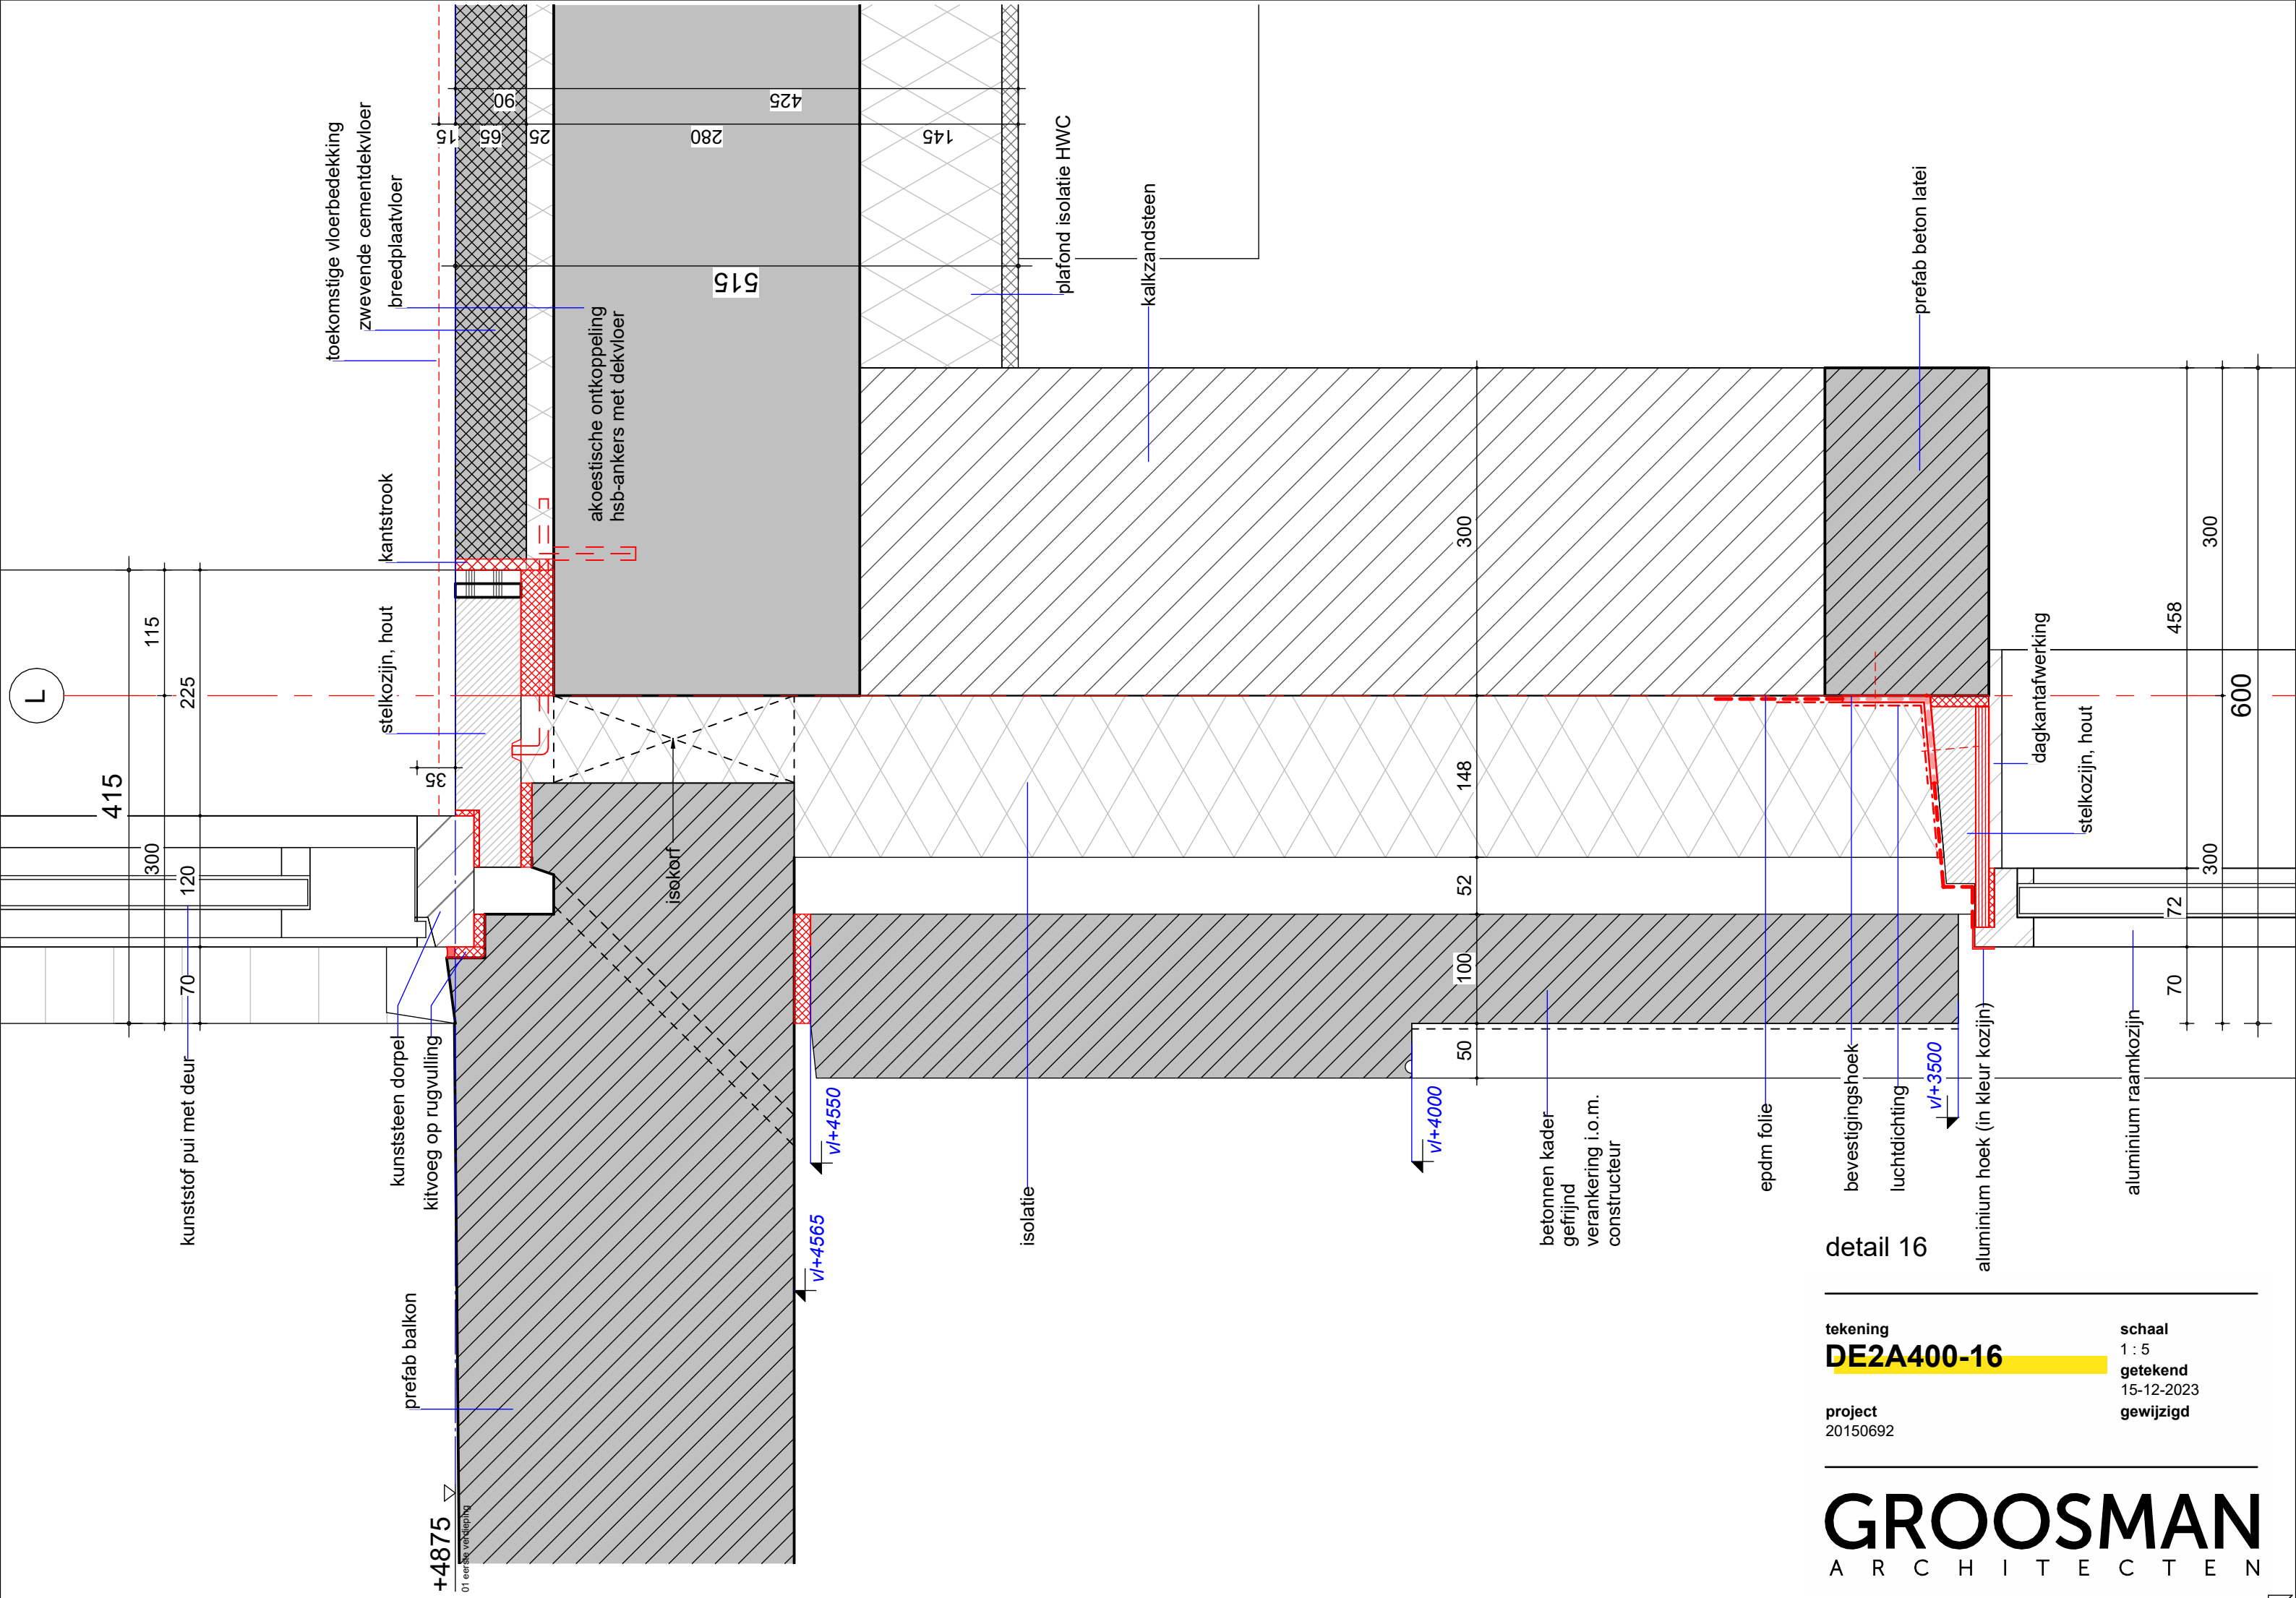 toekomstige vloerbedekking
zwevende cementdekvloer
breedplaatvloer
kantstrook
stelkozijn, hout
akoestische ontkoppeling
hsb-ankers met dekvloer
plafond isolatie HWC
kalkzandsteen
prefab beton latei
90
425
15
65
25
280
145
515
L
115
225
415
300
120
70
35
300
148
52
100
50
300
458
600
300
72
70
isokorf
dagkantafwerking
stelkozijn, hout
kunststof pui met deur
kunststeen dorpel
kitvoeg op rugvulling
prefab balkon
+4875
01 eerste verdieping
vl+4550
vl+4565
isolatie
vl+4000
betonnen kader
gefrijnd
verankering i.o.m.
constructeur
epdm folie
bevestigingshoek
luchtdichting
vl+3500
aluminium hoek (in kleur kozijn)
aluminium raamkozijn
detail 16
tekening
DE2A400-16
schaal
1 : 5
getekend
15-12-2023
project
20150692
gewijzigd
GROOSMAN
ARCHITECTEN